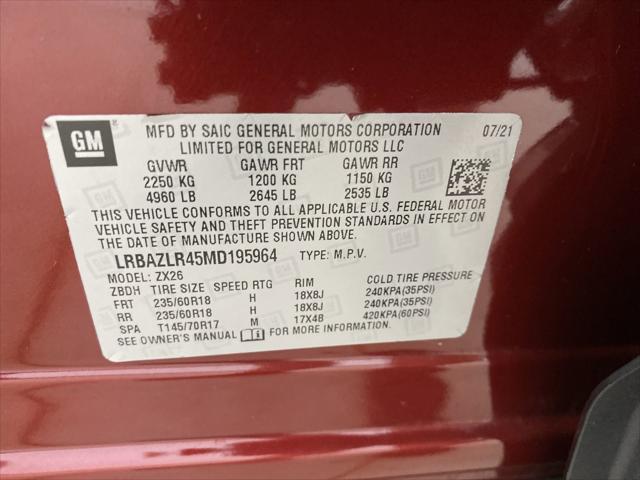 GM
MFD BY SAIC GENERAL MOTORS CORPORATION 07/21
LIMITED FOR GENERAL MOTORS LLC
GVWR GAWR FRT GAWR RR
2250 KG 1200 KG 1150 KG
4960 LB 2645 LB 2535 LB
THIS VEHICLE CONFORMS TO ALL APPLICABLE U.S. FEDERAL MOTOR
VEHICLE SAFETY AND THEFT PREVENTION STANDARDS IN EFFECT ON
THE DATE OF MANUFACTURE SHOWN ABOVE.
LRBAZLR45MD195964 TYPE: M.P.V.
MODEL: ZX26
ZBDH TIRE SIZE SPEED RTG RIM COLD TIRE PRESSURE
FRT 235/60R18 H 18X8J 240KPA(35PSI)
RR 235/60R18 H 18X8J 240KPA(35PSI)
SPA T145/70R17 M 17X4B 420KPA(60PSI)
SEE OWNER'S MANUAL FOR MORE INFORMATION.